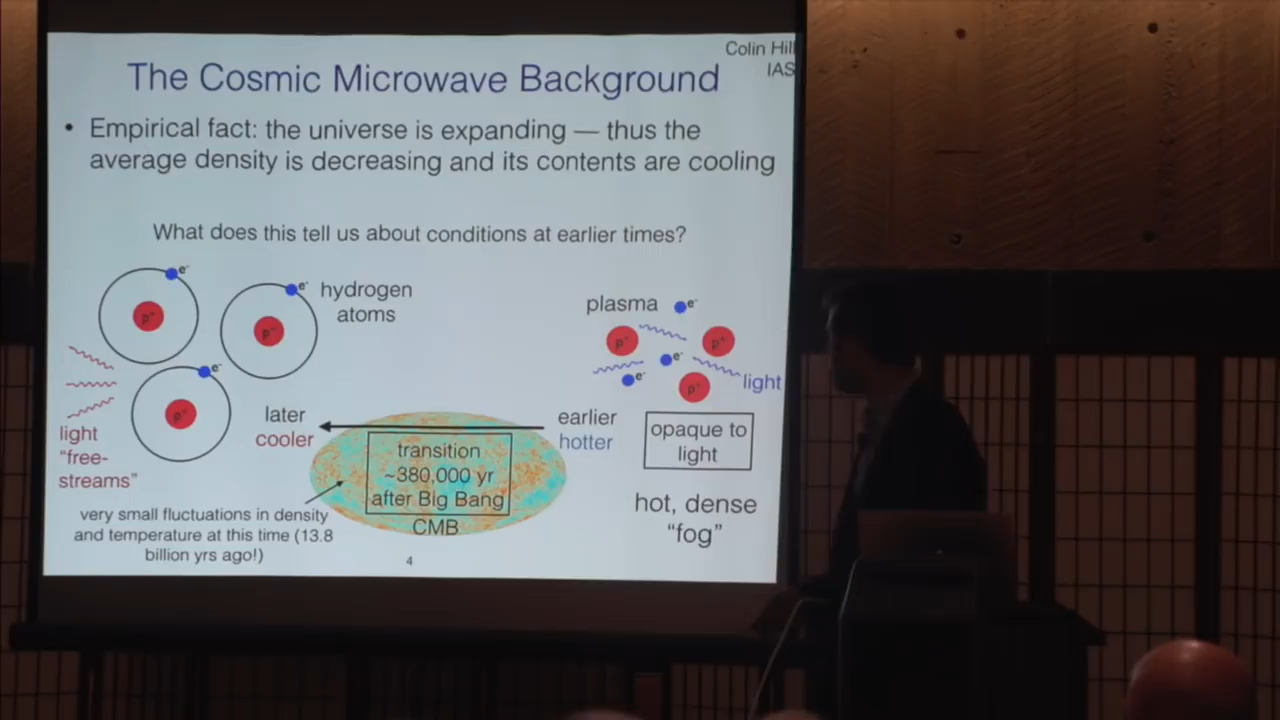 Colin Hill
IAS
The Cosmic Microwave Background
• Empirical fact: the universe is expanding — thus the
average density is decreasing and its contents are cooling
What does this tell us about conditions at earlier times?
e-
p+
e-
p+
hydrogen
atoms
e-
p+
light
"free-
streams"
plasma
e-
p+
p+
e-
e-
p+
light
later
cooler
earlier
hotter
transition
~380,000 yr
after Big Bang
CMB
opaque to
light
hot, dense
"fog"
very small fluctuations in density
and temperature at this time (13.8
billion yrs ago!)
4